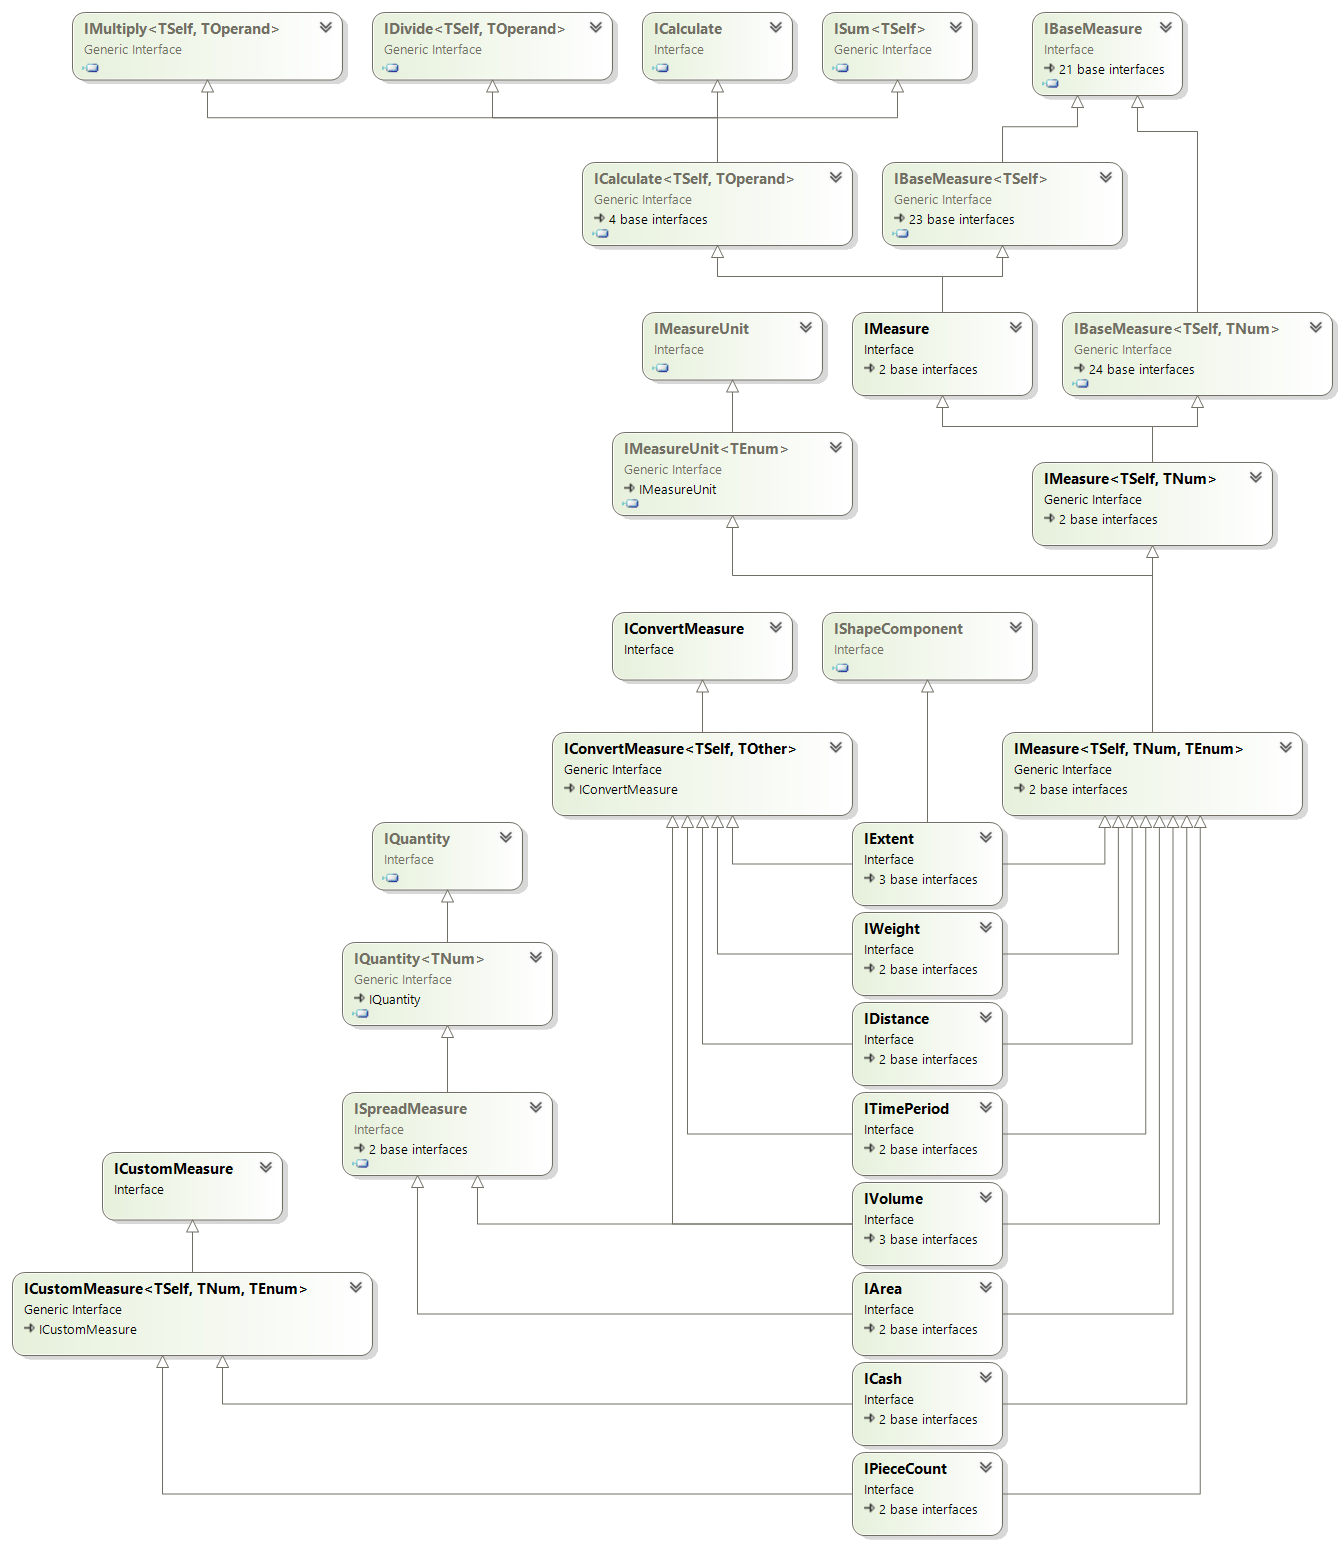 IMultiply<TSelf, TOperand>
Generic Interface
IDivide<TSelf, TOperand>
Generic Interface
ICalculate
Interface
ISum<TSelf>
Generic Interface
IBaseMeasure
Interface
21 base interfaces
ICalculate<TSelf, TOperand>
Generic Interface
4 base interfaces
IBaseMeasure<TSelf>
Generic Interface
23 base interfaces
IMeasureUnit
Interface
IMeasure
Interface
2 base interfaces
IBaseMeasure<TSelf, TNum>
Generic Interface
24 base interfaces
IMeasureUnit<TEnum>
Generic Interface
IMeasureUnit
IMeasure<TSelf, TNum>
Generic Interface
2 base interfaces
IConvertMeasure
Interface
IShapeComponent
Interface
IConvertMeasure<TSelf, TOther>
Generic Interface
IConvertMeasure
IMeasure<TSelf, TNum, TEnum>
Generic Interface
2 base interfaces
IQuantity
Interface
IExtent
Interface
3 base interfaces
IWeight
Interface
2 base interfaces
IQuantity<TNum>
Generic Interface
IQuantity
IDistance
Interface
2 base interfaces
ISpreadMeasure
Interface
2 base interfaces
ITimePeriod
Interface
2 base interfaces
ICustomMeasure
Interface
IVolume
Interface
3 base interfaces
ICustomMeasure<TSelf, TNum, TEnum>
Generic Interface
ICustomMeasure
IArea
Interface
2 base interfaces
ICash
Interface
2 base interfaces
IPieceCount
Interface
2 base interfaces